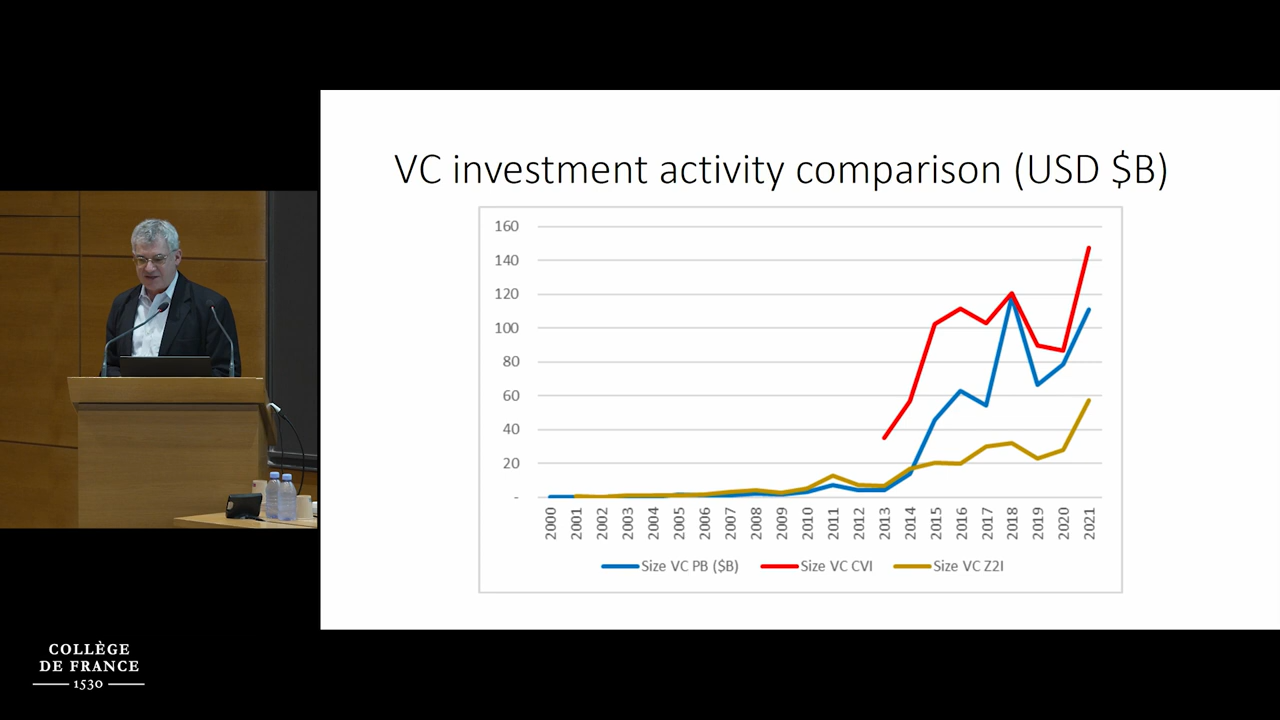 VC investment activity comparison (USD $B)
160
140
120
100
80
60
40
20
-
2000 2001 2002 2003 2004 2005 2006 2007 2008 2009 2010 2011 2012 2013 2014 2015 2016 2017 2018 2019 2020 2021
Size VC PB ($B) Size VC CVI Size VC Z2I
COLLÈGE
DE FRANCE
1530